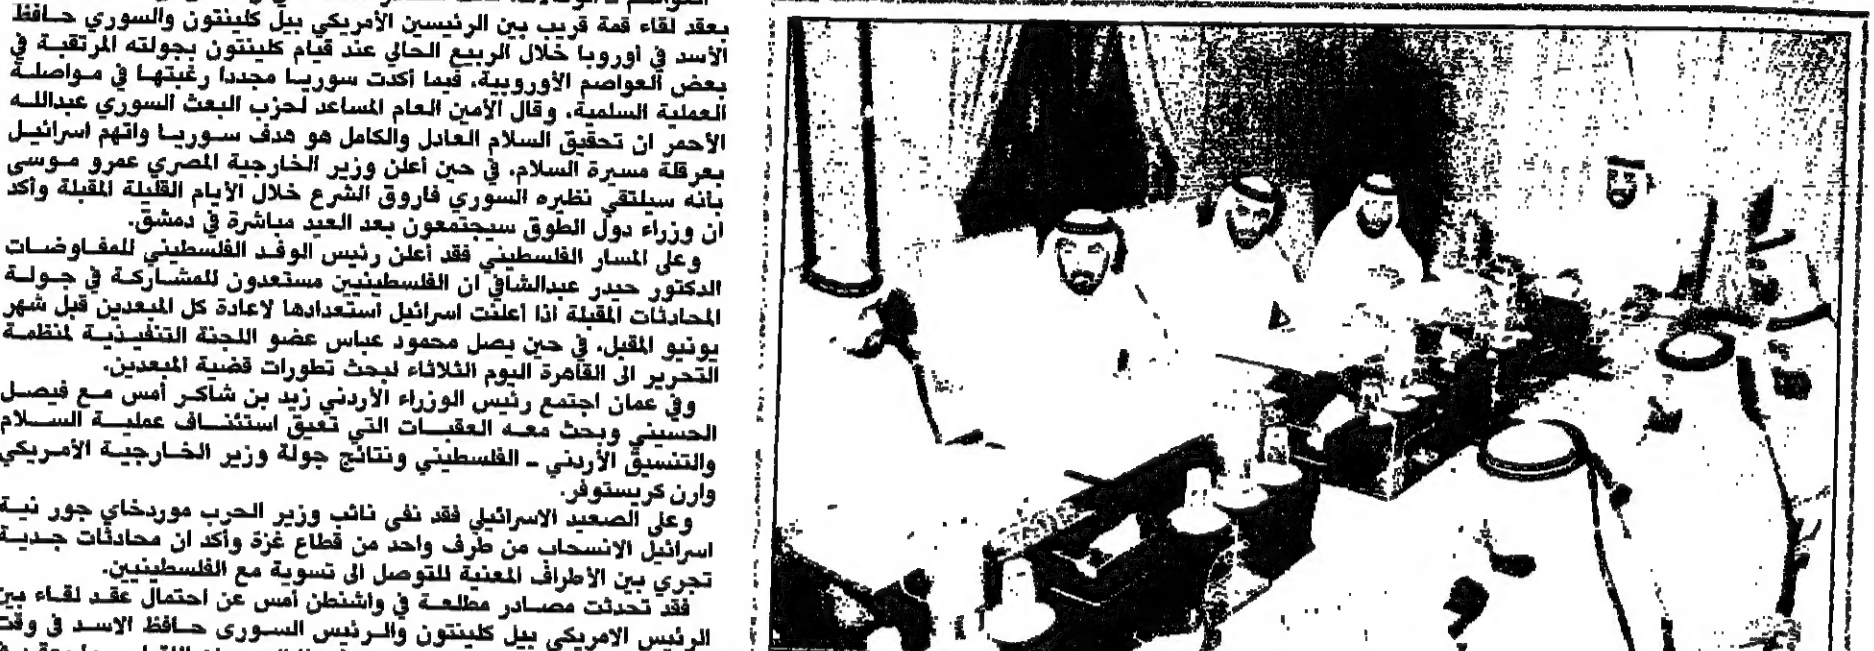 يعقد لقاء قمة قريب بين الرئيسين الأمريكي بيل كلينتون والسوري حافظ
الأسد في أوروبا خلال الربيع الحالي عند قيام كلينتون بجولته المرتقبة في
بعض العواصم الأوروبية، فيما أكدت سوريا مجددا رغبتها في مواصلة
العملية السلمية، وقال الأمين العام المساعد لحزب البعث السوري عبدالله
الأحمر ان تحقيق السلام العادل والكامل هو هدف سوريا واتهم اسرائيل
بعرقلة مسيرة السلام، في حين أعلن وزير الخارجية المصري عمرو موسى
بأنه سيلتقي نظيره السوري فاروق الشرع خلال الأيام القليلة المقبلة وأكد
ان وزراء دول الطوق سيجتمعون بعد العيد مباشرة في دمشق.
وعلى المسار الفلسطيني فقد أعلن رئيس الوفد الفلسطيني للمفاوضات
الدكتور حيدر عبدالشافي ان الفلسطينيين مستعدون للمشاركة في جولة
المحادثات المقبلة اذا أعلنت اسرائيل استعدادها لاعادة كل المبعدين قبل شهر
يونيو المقبل، في حين يصل محمود عباس عضو اللجنة التنفيذية لمنظمة
التحرير الى القاهرة اليوم الثلاثاء لبحث تطورات قضية المبعدين.
وفي عمان اجتمع رئيس الوزراء الأردني زيد بن شاكر أمس مع فيصل
الحسيني وبحث معه العقبات التي تعيق استئناف عملية السلام
والتنسيق الأردني ـ الفلسطيني ونتائج جولة وزير الخارجية الأمريكي
وارن كريستوفر.
وعلى الصعيد الاسرائيلي فقد نفى نائب وزير الحرب موردخاي جور نية
اسرائيل الانسحاب من طرف واحد من قطاع غزة وأكد ان محادثات جدية
تجري بين الأطراف المعنية للتوصل الى تسوية مع الفلسطينيين.
فقد تحدثت مصادر مطلعة في واشنطن أمس عن احتمال عقد لقاء بين
الرئيس الامريكي بيل كلينتون والرئيس السوري حافظ الاسد في وقت